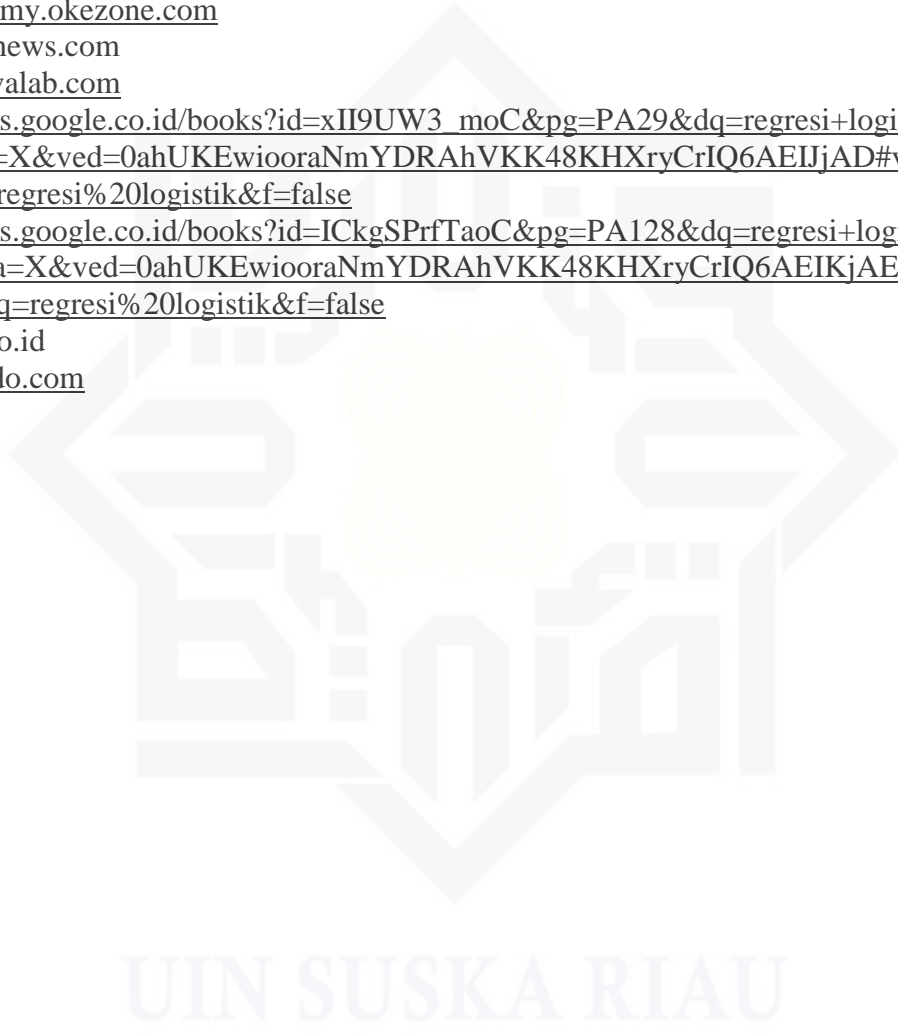 my.okezone.com
news.com
valab.com
s.google.co.id/books?id=xII9UW3_moC&pg=PA29&dq=regresi+logi
=X&ved=0ahUKEwiooraNmYDRAhVKK48KHXryCrIQ6AEIJjAD#v
regresi%20logistik&f=false
s.google.co.id/books?id=ICkgSPrfTaoC&pg=PA128&dq=regresi+log
a=X&ved=0ahUKEwiooraNmYDRAhVKK48KHXryCrIQ6AEIKjAE
q=regresi%20logistik&f=false
o.id
do.com
UIN SUSKA RIAU